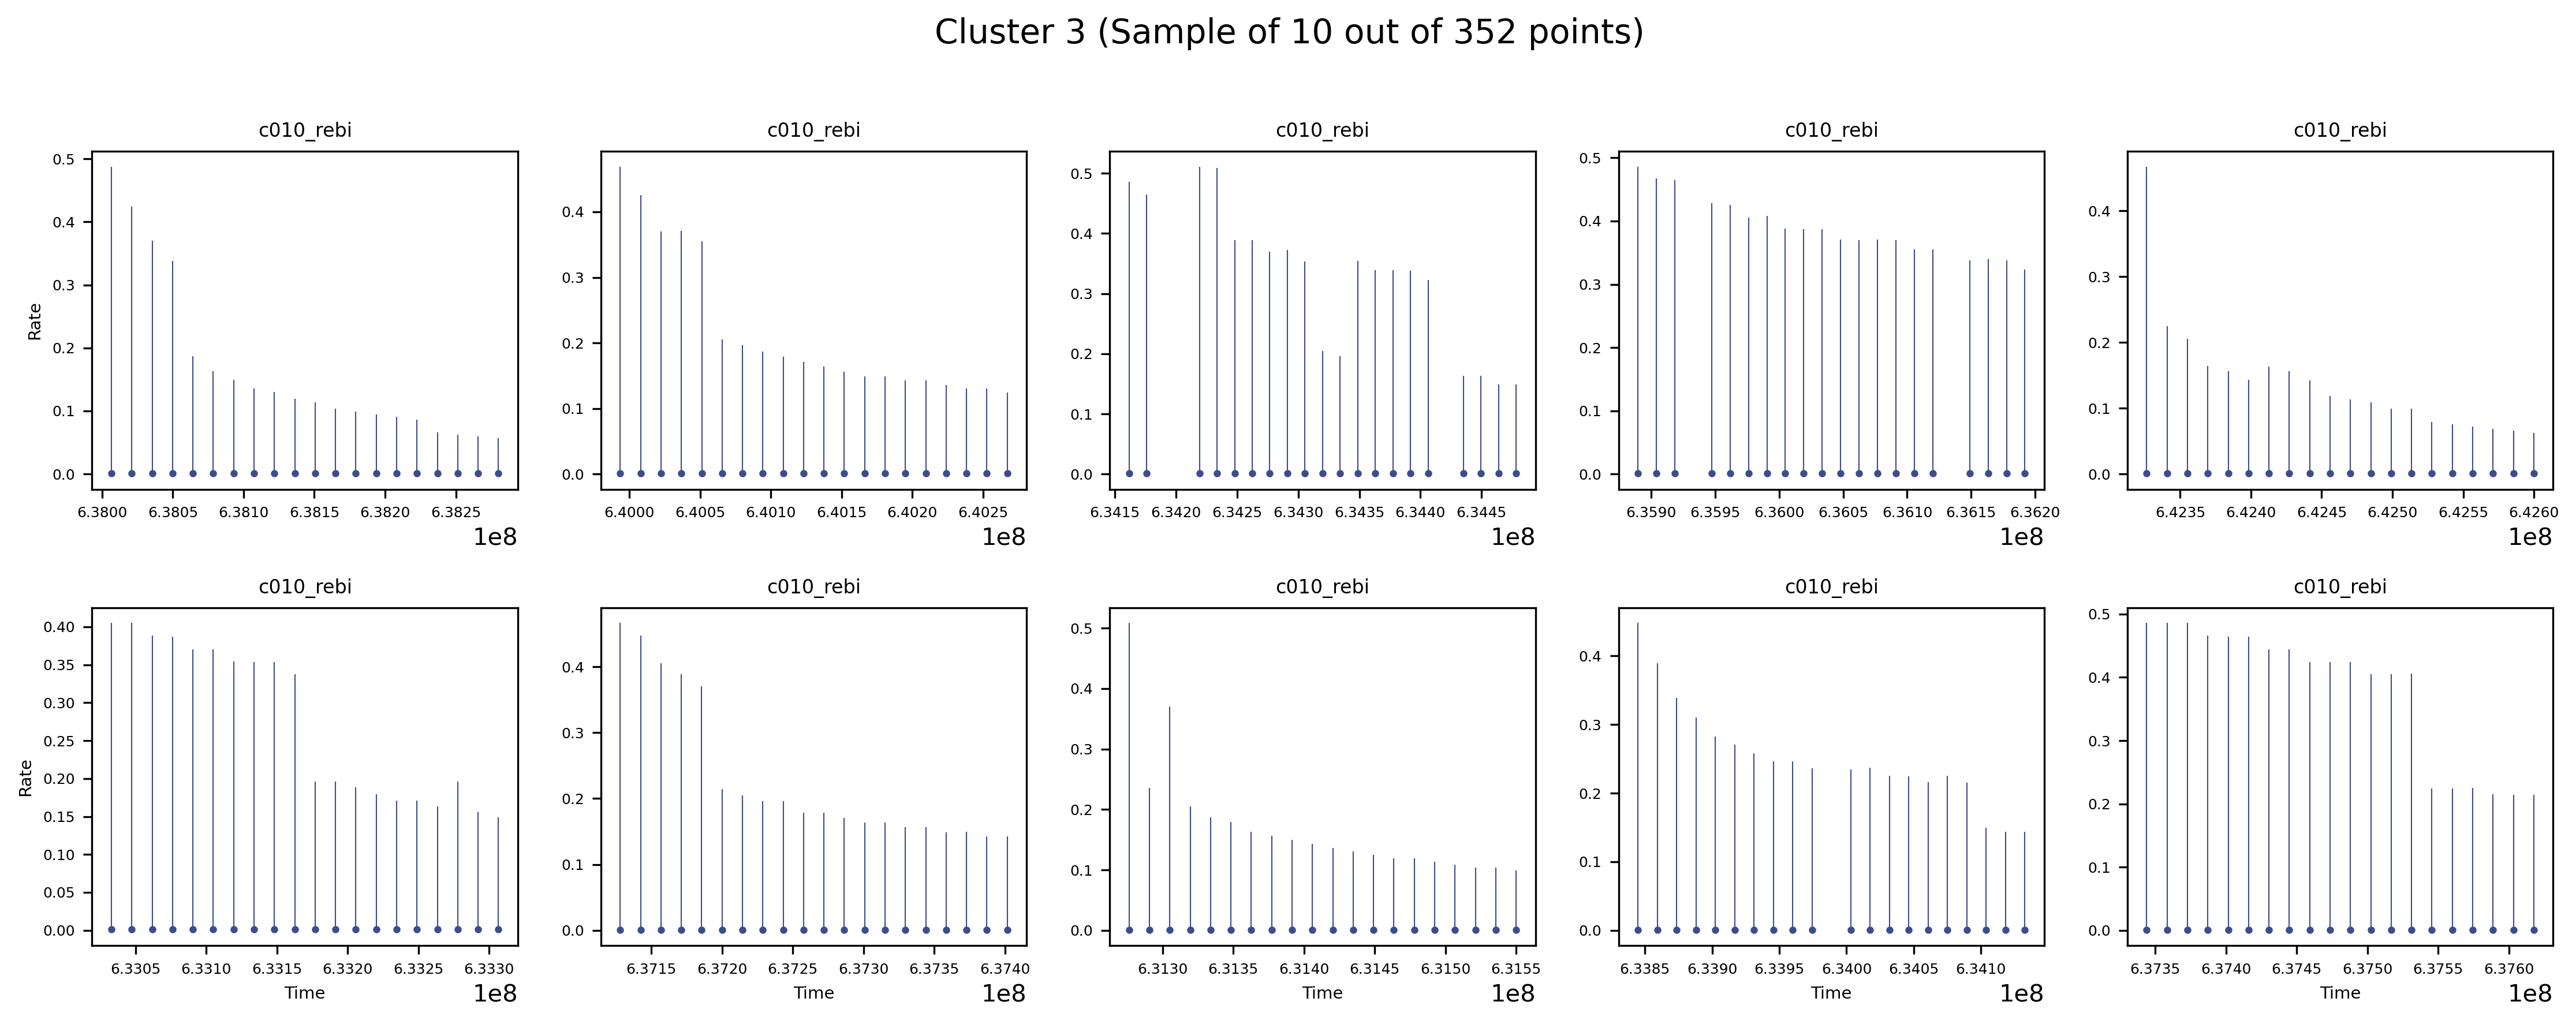 Cluster 3 (Sample of 10 out of 352 points)
c010_rebi c010_rebi c010_rebi c010_rebi c010_rebi
Rate
0.5
0.4
0.3
0.2
0.1
0.0
6.3800 6.3805 6.3810 6.3815 6.3820 6.3825
1e8
0.4
0.3
0.2
0.1
0.0
6.4000 6.4005 6.4010 6.4015 6.4020 6.4025
1e8
0.5
0.4
0.3
0.2
0.1
0.0
6.3415 6.3420 6.3425 6.3430 6.3435 6.3440 6.3445
1e8
0.5
0.4
0.3
0.2
0.1
0.0
6.3590 6.3595 6.3600 6.3605 6.3610 6.3615 6.3620
1e8
0.4
0.3
0.2
0.1
0.0
6.4235 6.4240 6.4245 6.4250 6.4255 6.4260
1e8
c010_rebi c010_rebi c010_rebi c010_rebi c010_rebi
Rate
0.40
0.35
0.30
0.25
0.20
0.15
0.10
0.05
0.00
6.3305 6.3310 6.3315 6.3320 6.3325 6.3330
Time 1e8
0.4
0.3
0.2
0.1
0.0
6.3715 6.3720 6.3725 6.3730 6.3735 6.3740
Time 1e8
0.5
0.4
0.3
0.2
0.1
0.0
6.3130 6.3135 6.3140 6.3145 6.3150 6.3155
Time 1e8
0.4
0.3
0.2
0.1
0.0
6.3385 6.3390 6.3395 6.3400 6.3405 6.3410
Time 1e8
0.5
0.4
0.3
0.2
0.1
0.0
6.3735 6.3740 6.3745 6.3750 6.3755 6.3760
Time 1e8